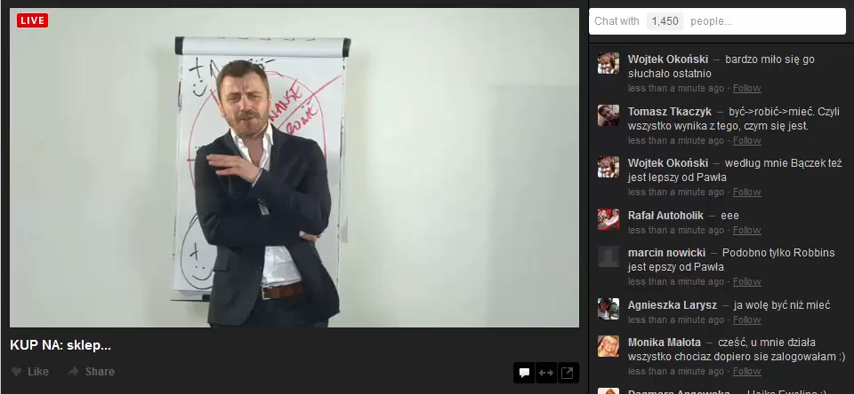 LIVE
KUP NA: sklep...
Like
Share
Chat with 1,450 people...
Wojtek Okoński – bardzo miło się go
słuchało ostatnio
less than a minute ago · Follow
Tomasz Tkaczyk – być->robić->mieć. Czyli
wszystko wynika z tego, czym się jest.
less than a minute ago · Follow
Wojtek Okoński – według mnie Bączek też
jest lepszy od Pawła
less than a minute ago · Follow
Rafał Autoholik – eee
less than a minute ago · Follow
marcin nowicki – Podobno tylko Robbins
jest epszy od Pawła
less than a minute ago · Follow
Agnieszka Larysz – ja wolę być niż mieć
less than a minute ago · Follow
Monika Małota – cześć, u mnie działa
wszystko chociaz dopiero sie zalogowałam :)
less than a minute ago · Follow